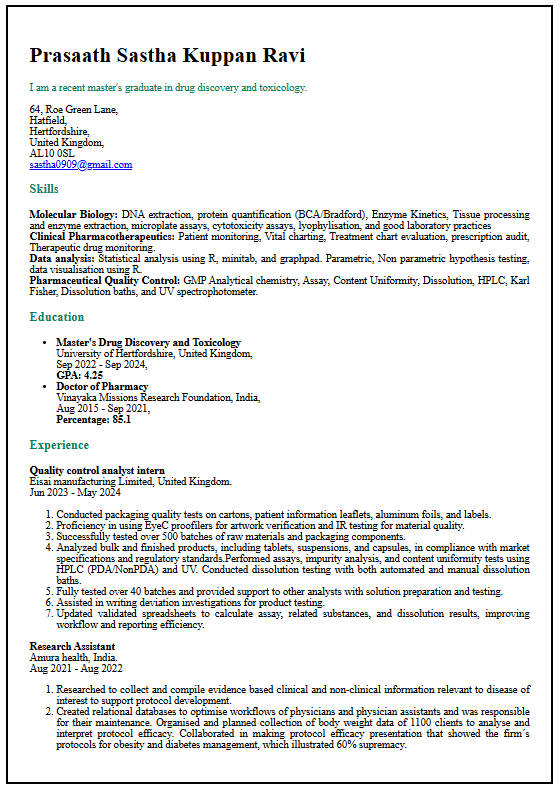 Prasaath Sastha Kuppan Ravi
I am a recent master's graduate in drug discovery and toxicology.
64, Roe Green Lane,
Hatfield,
Hertfordshire,
United Kingdom,
AL10 0SL
sastha0909@gmail.com
Skills
Molecular Biology: DNA extraction, protein quantification (BCA/Bradford), Enzyme Kinetics, Tissue processing
and enzyme extraction, microplate assays, cytotoxicity assays, lyophylisation, and good laboratory practices
Clinical Pharmacotherapeutics: Patient monitoring, Vital charting, Treatment chart evaluation, prescription audit,
Therapeutic drug monitoring.
Data analysis: Statistical analysis using R, minitab, and graphpad. Parametric, Non parametric hypothesis testing,
data visualisation using R.
Pharmaceutical Quality Control: GMP Analytical chemistry, Assay, Content Uniformity, Dissolution, HPLC, Karl
Fisher, Dissolution baths, and UV spectrophotometer.
Education
• Master's Drug Discovery and Toxicology
University of Hertfordshire, United Kingdom,
Sep 2022 - Sep 2024,
GPA: 4.25
• Doctor of Pharmacy
Vinayaka Missions Research Foundation, India,
Aug 2015 - Sep 2021,
Percentage: 85.1
Experience
Quality control analyst intern
Eisai manufacturing Limited, United Kingdom.
Jun 2023 - May 2024
1. Conducted packaging quality tests on cartons, patient information leaflets, aluminum foils, and labels.
2. Proficiency in using EyeC proofilers for artwork verification and IR testing for material quality.
3. Successfully tested over 500 batches of raw materials and packaging components.
4. Analyzed bulk and finished products, including tablets, suspensions, and capsules, in compliance with market
specifications and regulatory standards.Performed assays, impurity analysis, and content uniformity tests using
HPLC (PDA/NonPDA) and UV. Conducted dissolution testing with both automated and manual dissolution
baths.
5. Fully tested over 40 batches and provided support to other analysts with solution preparation and testing.
6. Assisted in writing deviation investigations for product testing.
7. Updated validated spreadsheets to calculate assay, related substances, and dissolution results, improving
workflow and reporting efficiency.
Research Assistant
Amura health, India.
Aug 2021 - Aug 2022
1. Researched to collect and compile evidence based clinical and non-clinical information relevant to disease of
interest to support protocol development.
2. Created relational databases to optimise workflows of physicians and physician assistants and was responsible
for their maintenance. Organised and planned collection of body weight data of 1100 clients to analyse and
interpret protocol efficacy. Collaborated in making protocol efficacy presentation that showed the firm´s
protocols for obesity and diabetes management, which illustrated 60% supremacy.